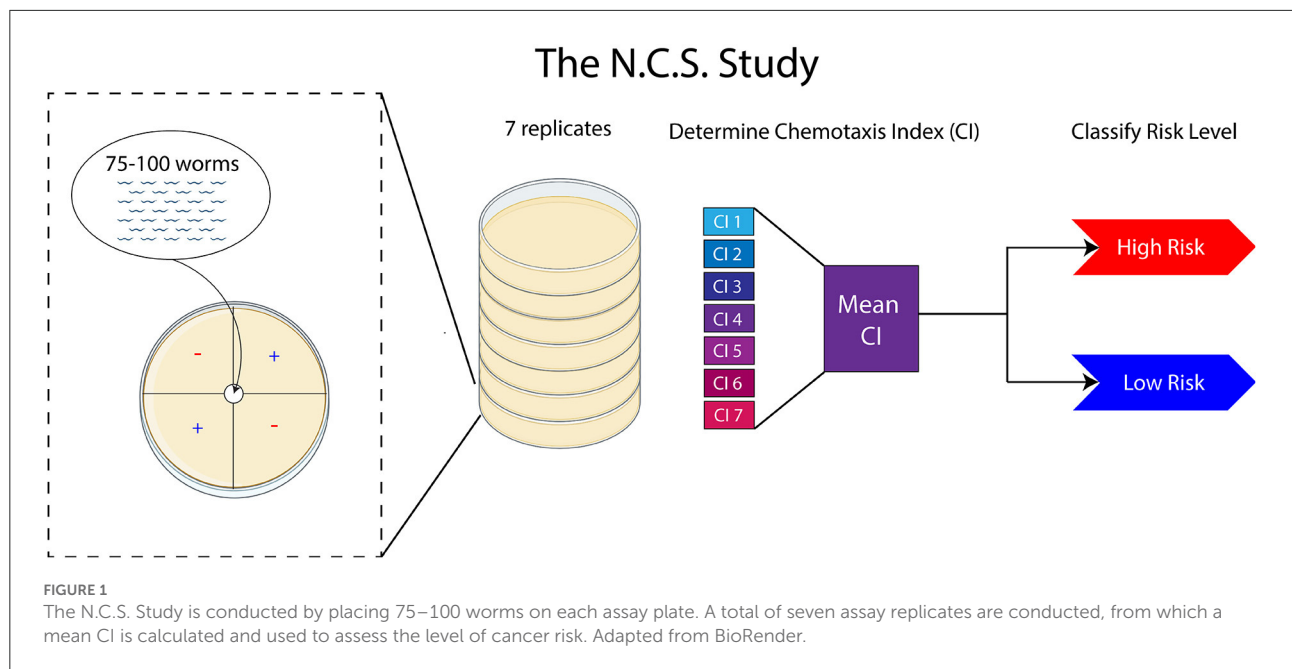 The N.C.S. Study
75-100 worms
7 replicates
Determine Chemotaxis Index (CI)
Classify Risk Level
- +
+ -
CI 1
CI 2
CI 3
CI 4
CI 5
CI 6
CI 7
Mean
CI
High Risk
Low Risk
FIGURE 1
The N.C.S. Study is conducted by placing 75–100 worms on each assay plate. A total of seven assay replicates are conducted, from which a
mean CI is calculated and used to assess the level of cancer risk. Adapted from BioRender.